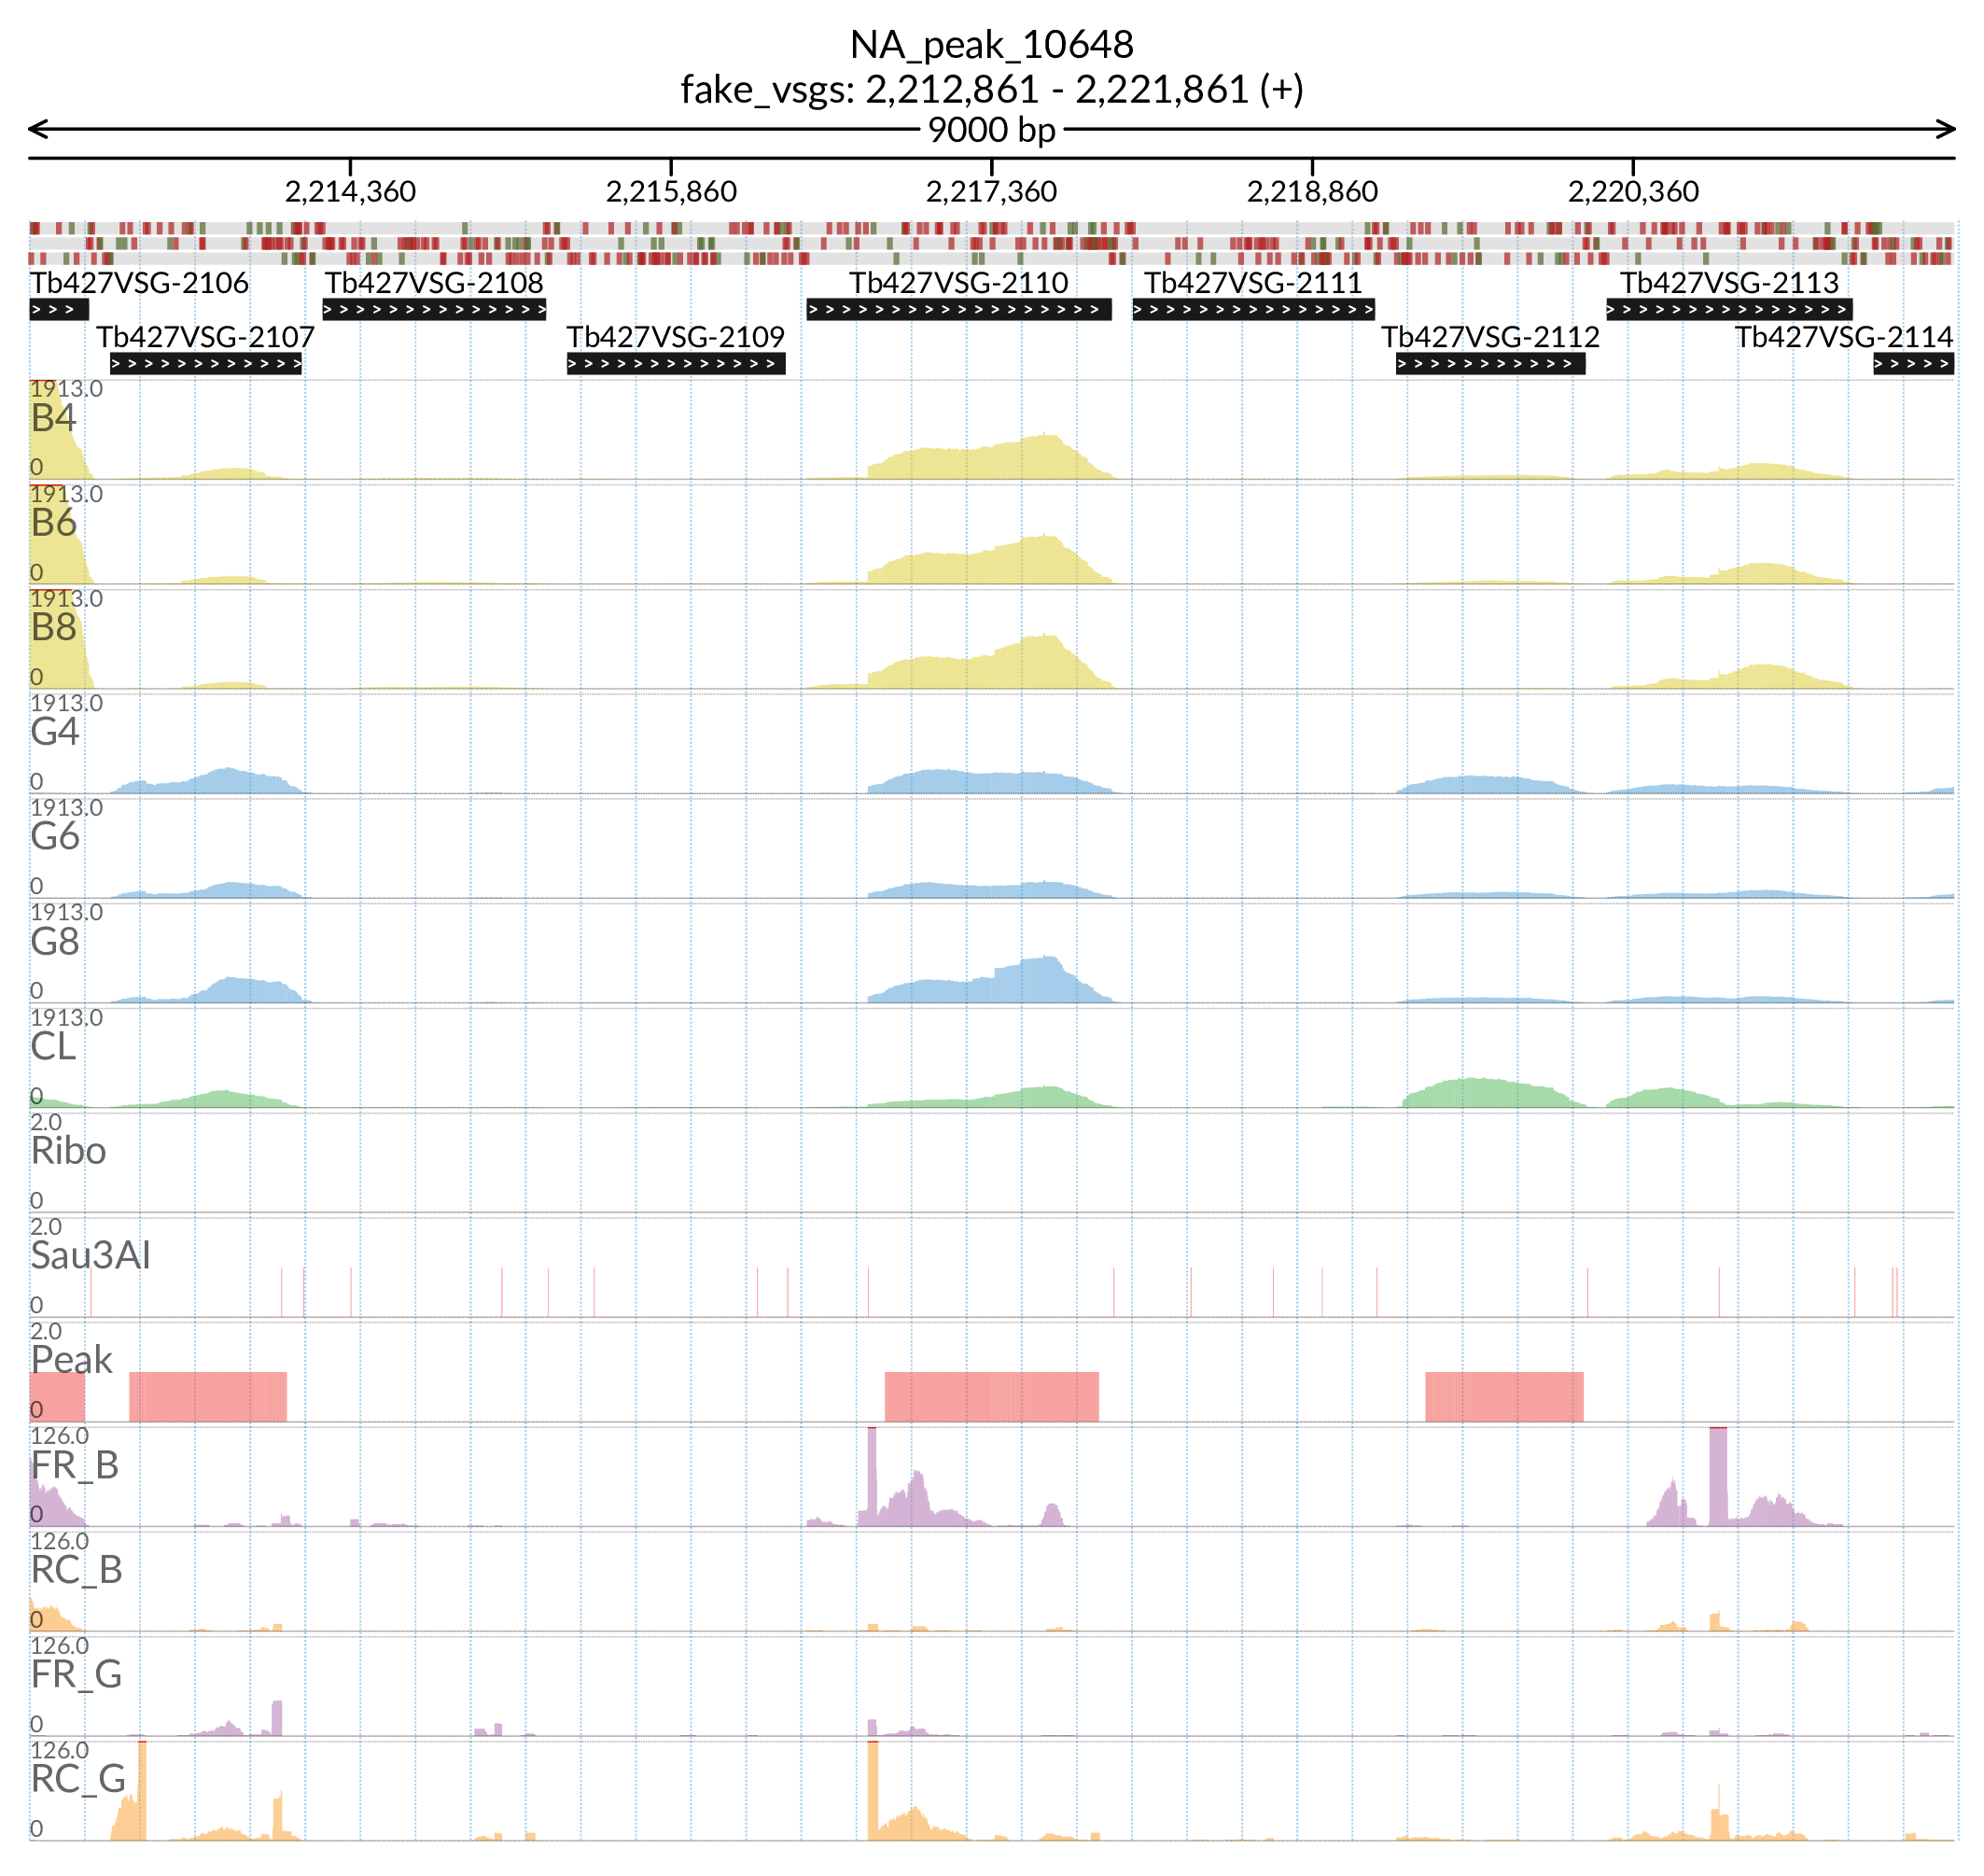 NA_peak_10648
fake_vsgs: 2,212,861 - 2,221,861 (+)
9000 bp
2,214,360 2,215,860 2,217,360 2,218,860 2,220,360
Tb427VSG-2106 Tb427VSG-2108 Tb427VSG-2110 Tb427VSG-2111 Tb427VSG-2113
Tb427VSG-2107 Tb427VSG-2109 Tb427VSG-2112 Tb427VSG-2114
1913.0
B4
0
1913.0
B6
0
1913.0
B8
0
1913.0
G4
0
1913.0
G6
0
1913.0
G8
0
1913.0
CL
0
2.0
Ribo
0
2.0
Sau3AI
0
2.0
Peak
0
126.0
FR_B
0
126.0
RC_B
0
126.0
FR_G
0
126.0
RC_G
0